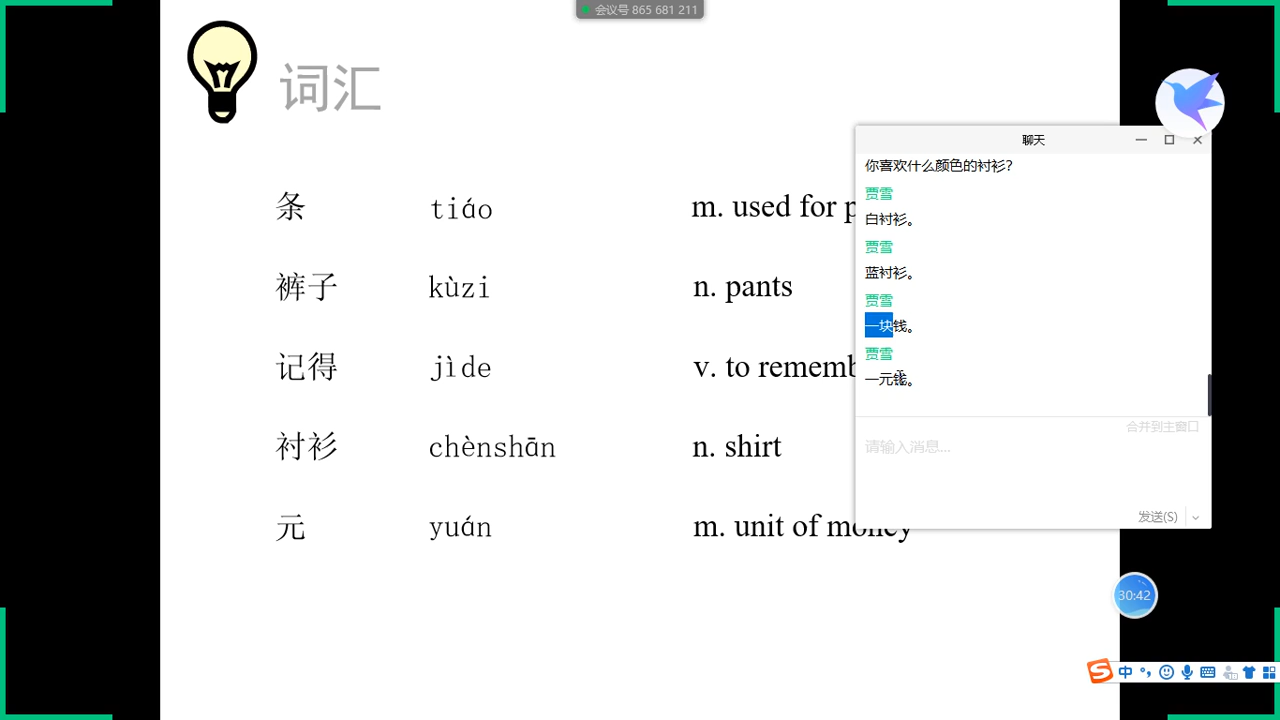 会议号 865 681 211
词汇
条 tiáo m. used for p
裤子 kùzi n. pants
记得 jìde v. to rememb
衬衫 chènshān n. shirt
元 yuán m. unit of money
聊天
你喜欢什么颜色的衬衫?
贾雪
白衬衫。
贾雪
蓝衬衫。
贾雪
一块钱。
贾雪
一元钱。
合并到主窗口
请输入消息...
发送(S)
30:42
S 中